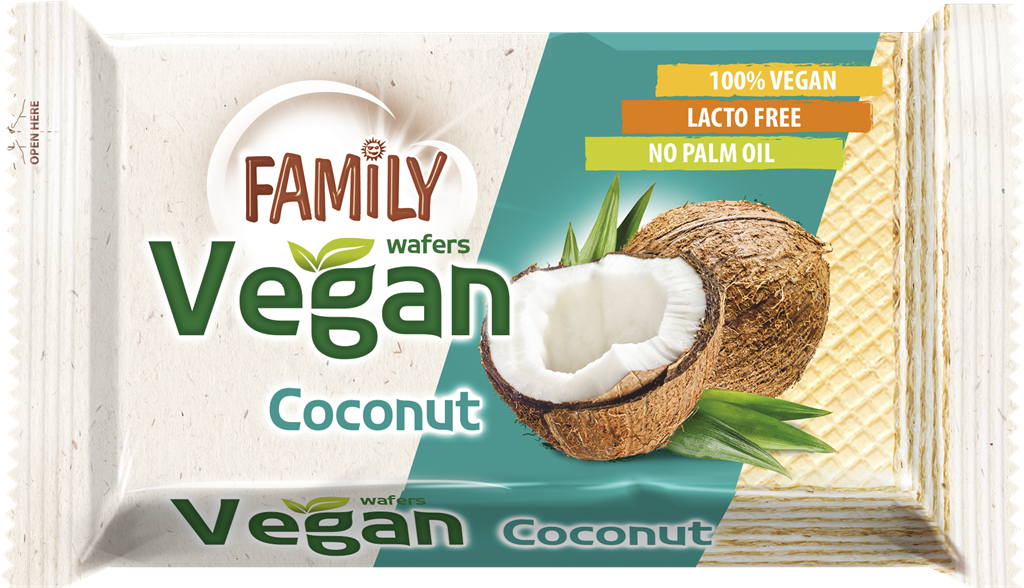 OPEN HERE
FAMiLY
wafers
Vegan
Coconut
100% VEGAN
LACTO FREE
NO PALM OIL
wafers
Vegan
Coconut